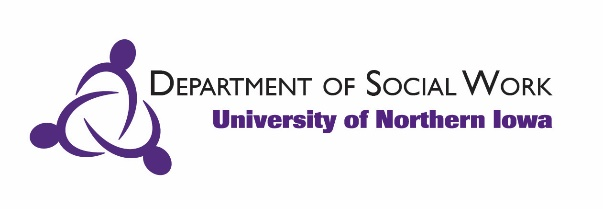 Department of Social Work
University of Northern Iowa